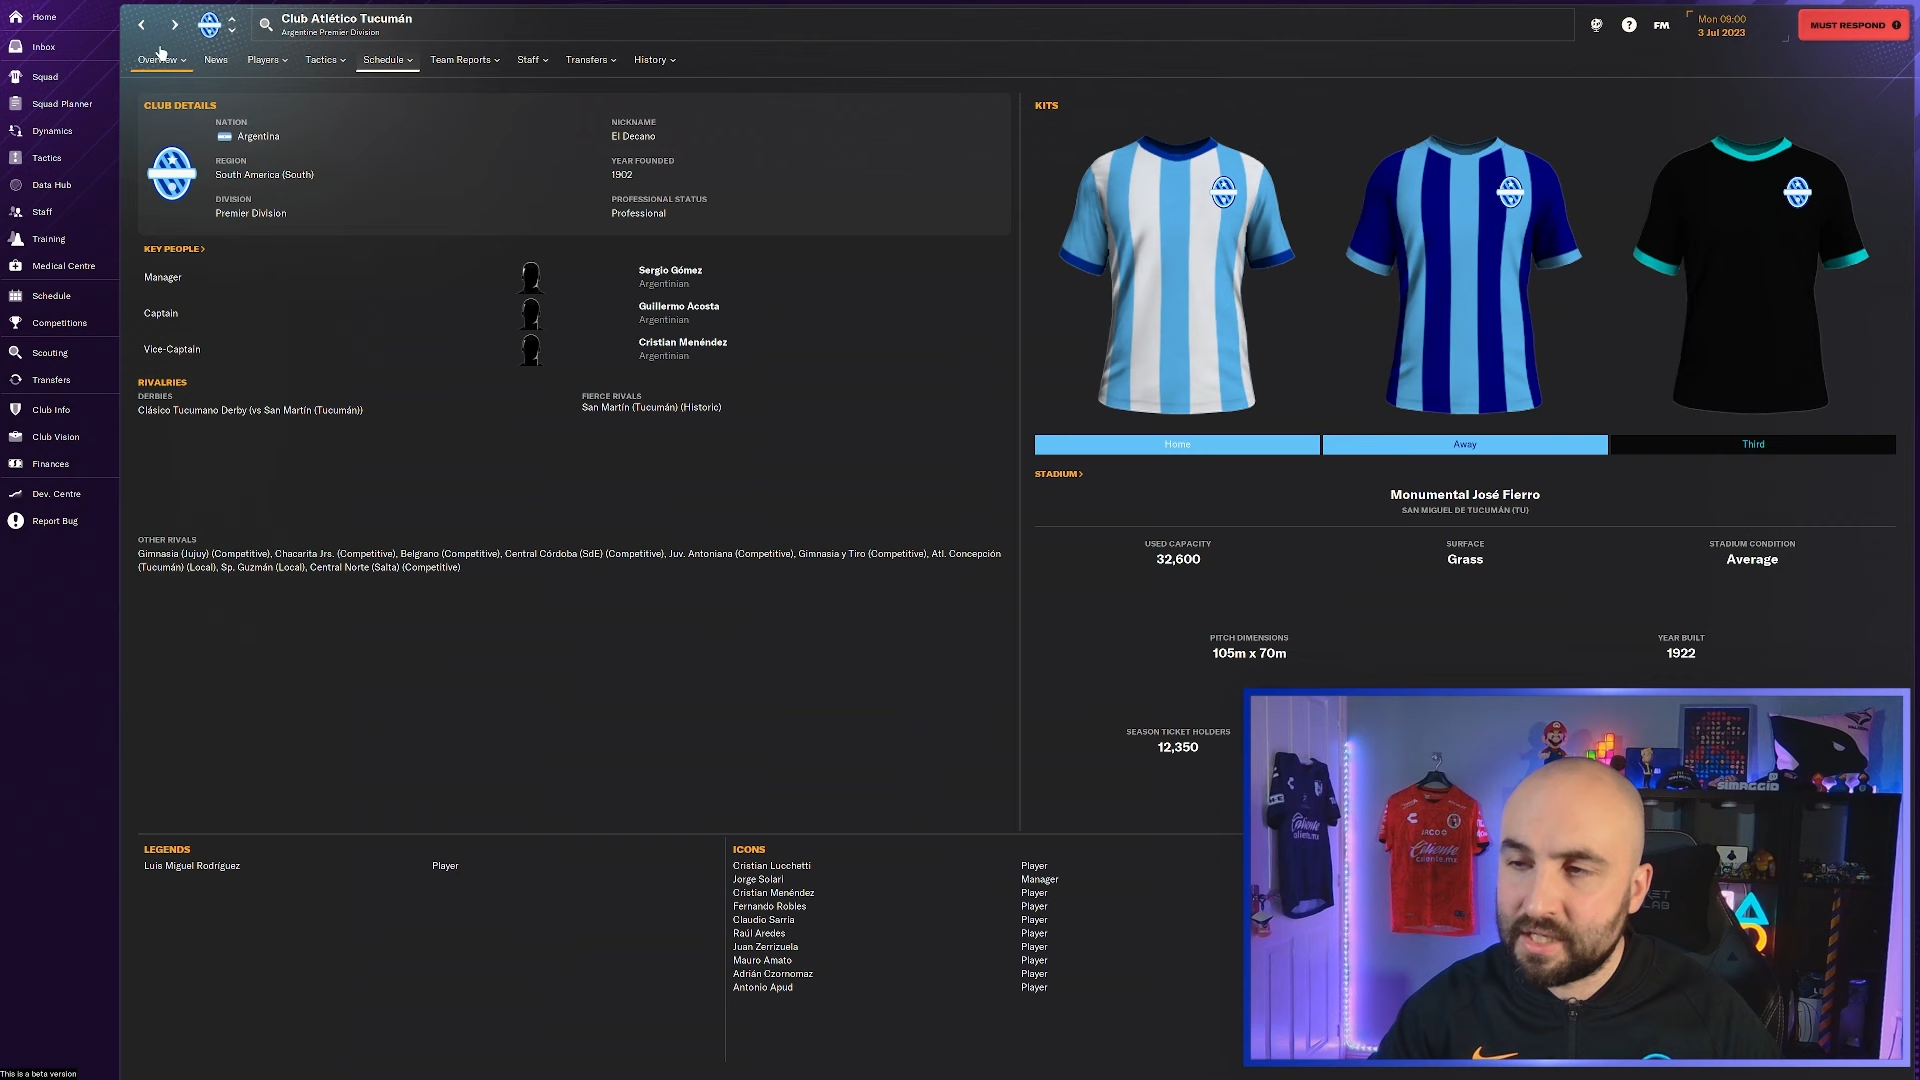 Home
Inbox
Squad
Squad Planner
Dynamics
Tactics
Data Hub
Staff
Training
Medical Centre
Schedule
Competitions
Scouting
Transfers
Club Info
Club Vision
Finances
Dev. Centre
Report Bug
This is a beta version
Club Atlético Tucumán
Argentine Premier Division
FM
Mon 09:00
3 Jul 2023
MUST RESPOND
Overview News Players Tactics Schedule Team Reports Staff Transfers History
CLUB DETAILS
NATION
Argentina
REGION
South America (South)
DIVISION
Premier Division
NICKNAME
El Decano
YEAR FOUNDED
1902
PROFESSIONAL STATUS
Professional
KEY PEOPLE >
Manager
Sergio Gómez
Argentinian
Captain
Guillermo Acosta
Argentinian
Vice-Captain
Cristian Menéndez
Argentinian
RIVALRIES
DERBIES
Clásico Tucumano Derby (vs San Martín (Tucumán))
FIERCE RIVALS
San Martín (Tucumán) (Historic)
OTHER RIVALS
Gimnasia (Jujuy) (Competitive), Chacarita Jrs. (Competitive), Belgrano (Competitive), Central Córdoba (SdE) (Competitive), Juv. Antoniana (Competitive), Gimnasia y Tiro (Competitive), Atl. Concepción
(Tucumán) (Local), Sp. Guzmán (Local), Central Norte (Salta) (Competitive)
LEGENDS
Luis Miguel Rodríguez Player
ICONS
Cristian Lucchetti Player
Jorge Solari Manager
Cristian Menéndez Player
Fernando Robles Player
Claudio Sarría Player
Raúl Aredes Player
Juan Zerrizuela Player
Mauro Amato Player
Adrián Czornomaz Player
Antonio Apud Player
KITS
Home Away Third
STADIUM >
Monumental José Fierro
SAN MIGUEL DE TUCUMÁN (TU)
USED CAPACITY
32,600
SURFACE
Grass
STADIUM CONDITION
Average
PITCH DIMENSIONS
105m x 70m
YEAR BUILT
1922
SEASON TICKET HOLDERS
12,350
Caliente
caliente.mx
Caliente
caliente.mx